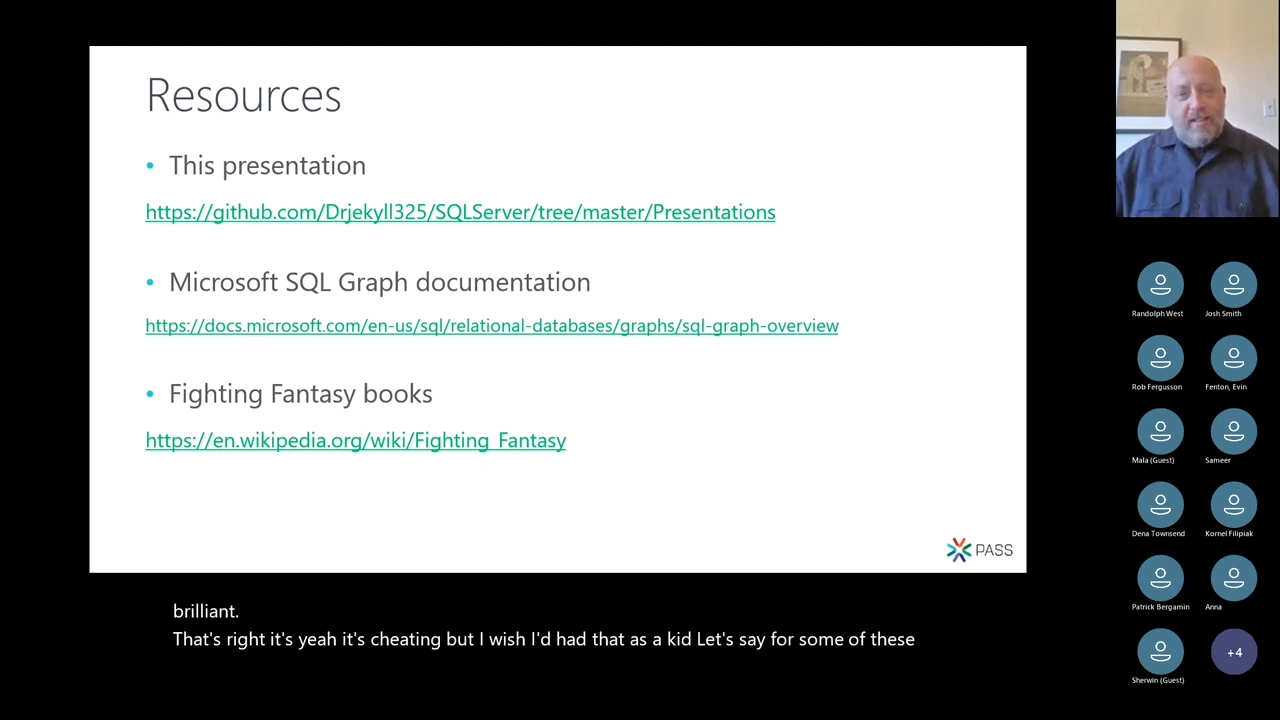 Resources
• This presentation
https://github.com/Drjekyll325/SQLServer/tree/master/Presentations
• Microsoft SQL Graph documentation
https://docs.microsoft.com/en-us/sql/relational-databases/graphs/sql-graph-overview
• Fighting Fantasy books
https://en.wikipedia.org/wiki/Fighting_Fantasy
PASS
brilliant.
That's right it's yeah it's cheating but I wish I'd had that as a kid Let's say for some of these
Randolph West
Josh Smith
Rob Fergusson
Fenton, Evin
Mala (Guest)
Sameer
Dena Townsend
Kornel Filipiak
Patrick Bergamin
Anna
Sherwin (Guest)
+4